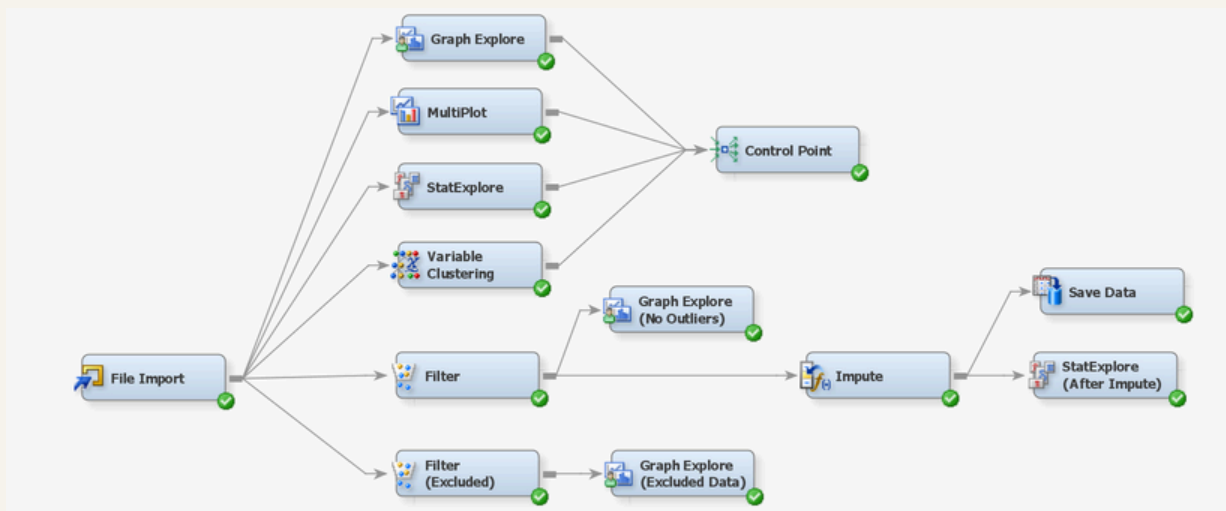 Graph Explore
MultiPlot
StatExplore
Variable
Clustering
Control Point
File Import
Filter
Graph Explore
(No Outliers)
Impute
Save Data
StatExplore
(After Impute)
Filter
(Excluded)
Graph Explore
(Excluded Data)